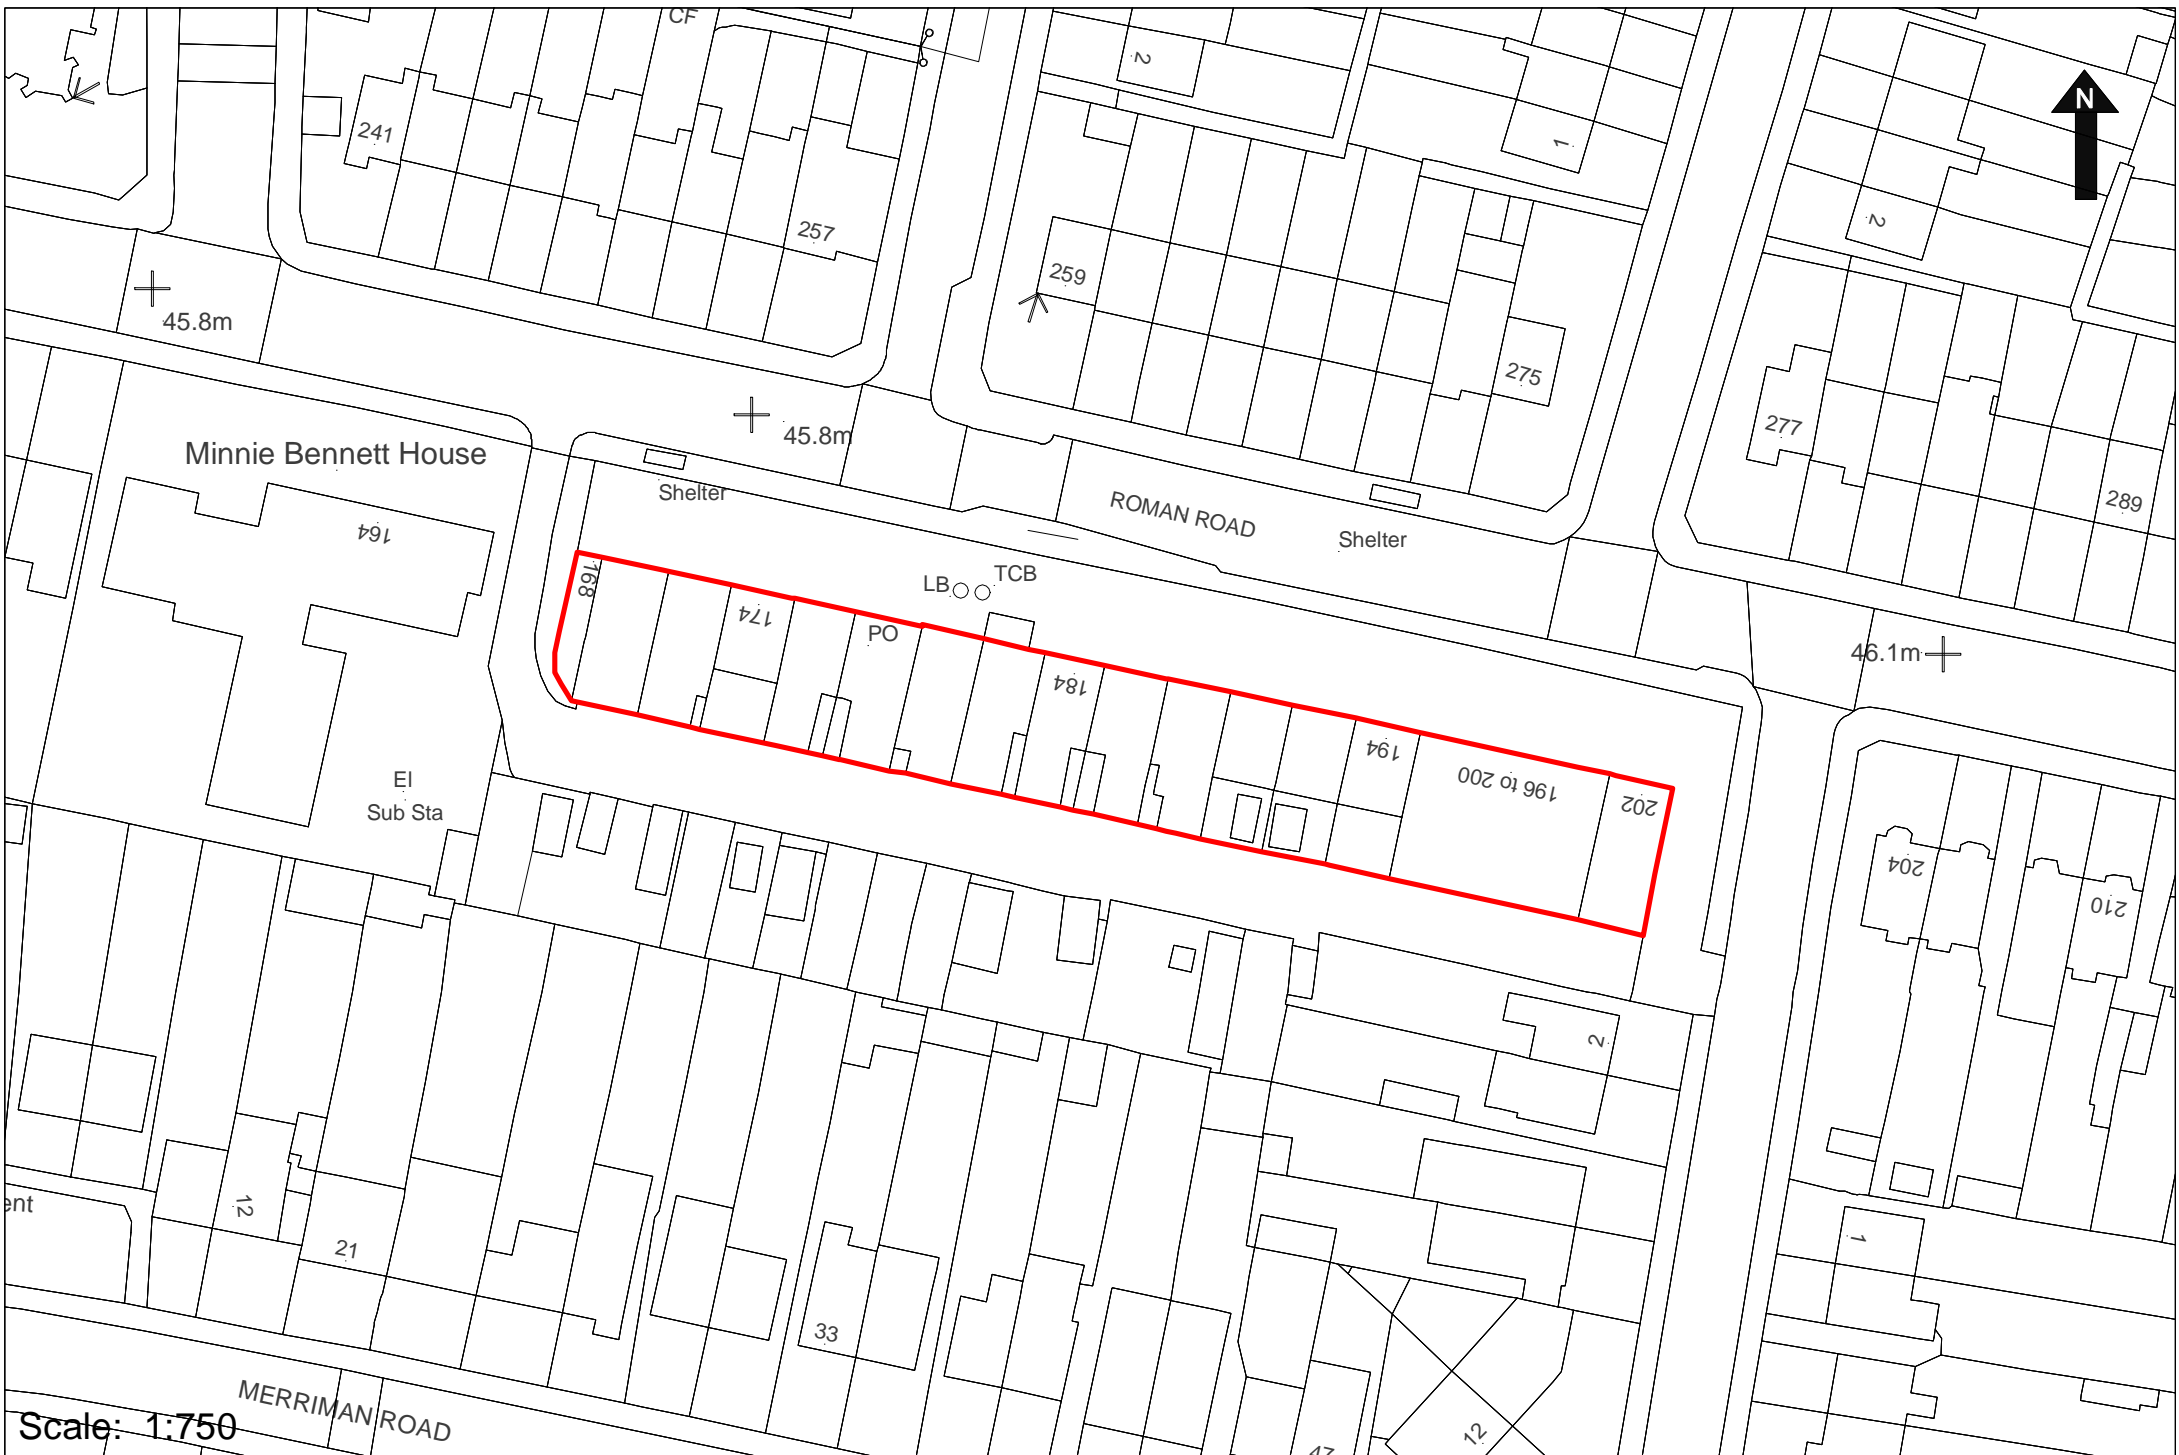 CF
2
N
241
1
257
2
259
45.8m
275
45.8m
277
Minnie Bennett House
Shelter
289
ROMAN ROAD
164
Shelter
168
LB
TCB
174
PO
46.1m
184
194
196 to 200
202
El
Sub Sta
204
210
2
ent
12
21
1
33
MERRIMAN ROAD
Scale: 1:750
12
47